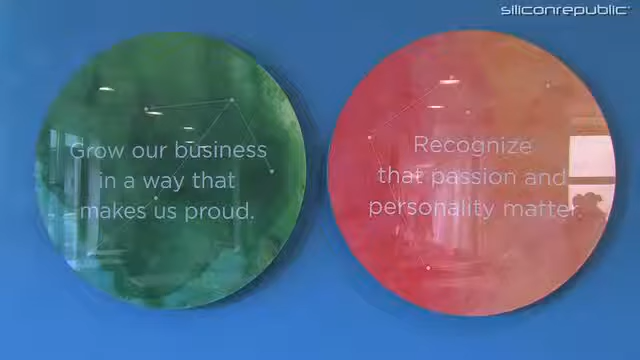 siliconrepublic
Grow our business
in a way that
makes us proud.
Recognize
that passion and
personality matter.